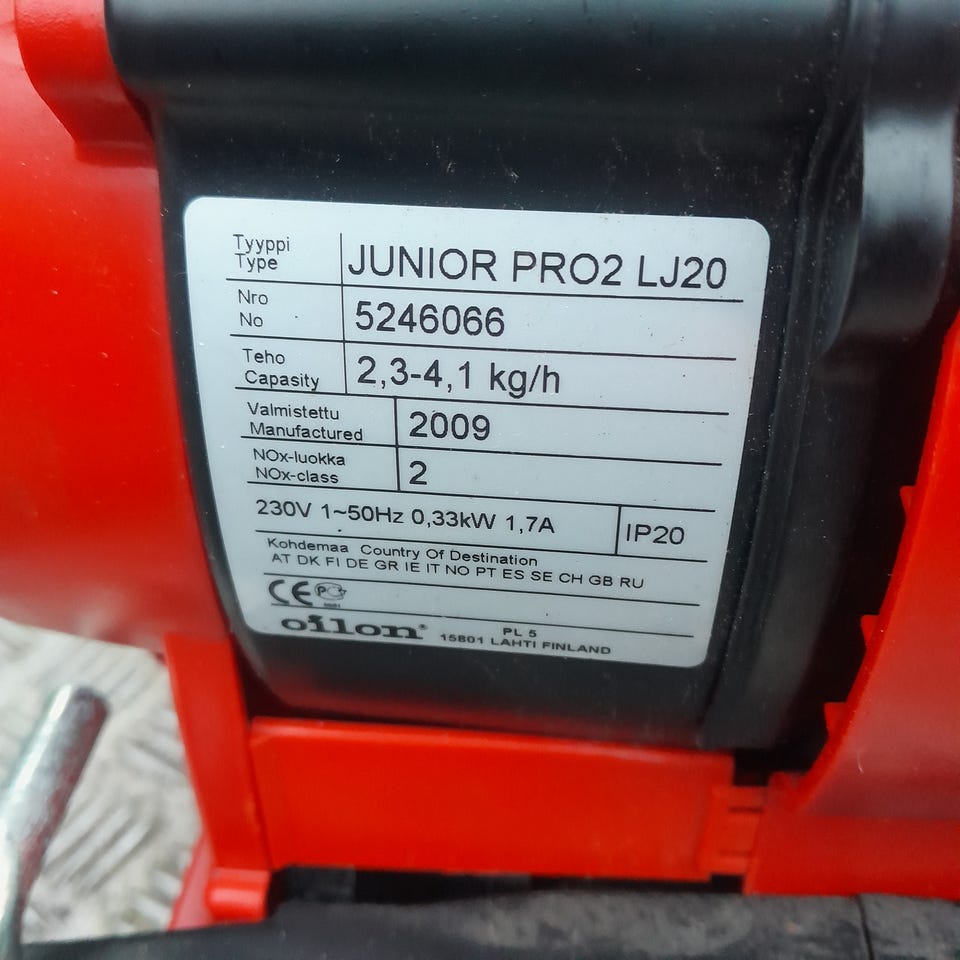 Tyyppi
Type
JUNIOR PRO2 LJ20
Nro
No
5246066
Teho
Capasity
2,3-4,1 kg/h
Valmistettu
Manufactured
2009
NOx-luokka
NOx-class
2
230V 1~50Hz 0,33kW 1,7A
IP20
Kohdemaa Country Of Destination
AT DK FI DE GR IE IT NO PT ES SE CH GB RU
CE
oilon®
PL 5
15801 LAHTI FINLAND